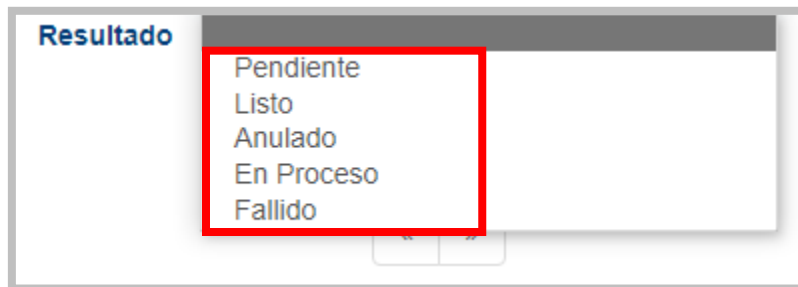 Resultado
Pendiente
Listo
Anulado
En Proceso
Fallido
« »